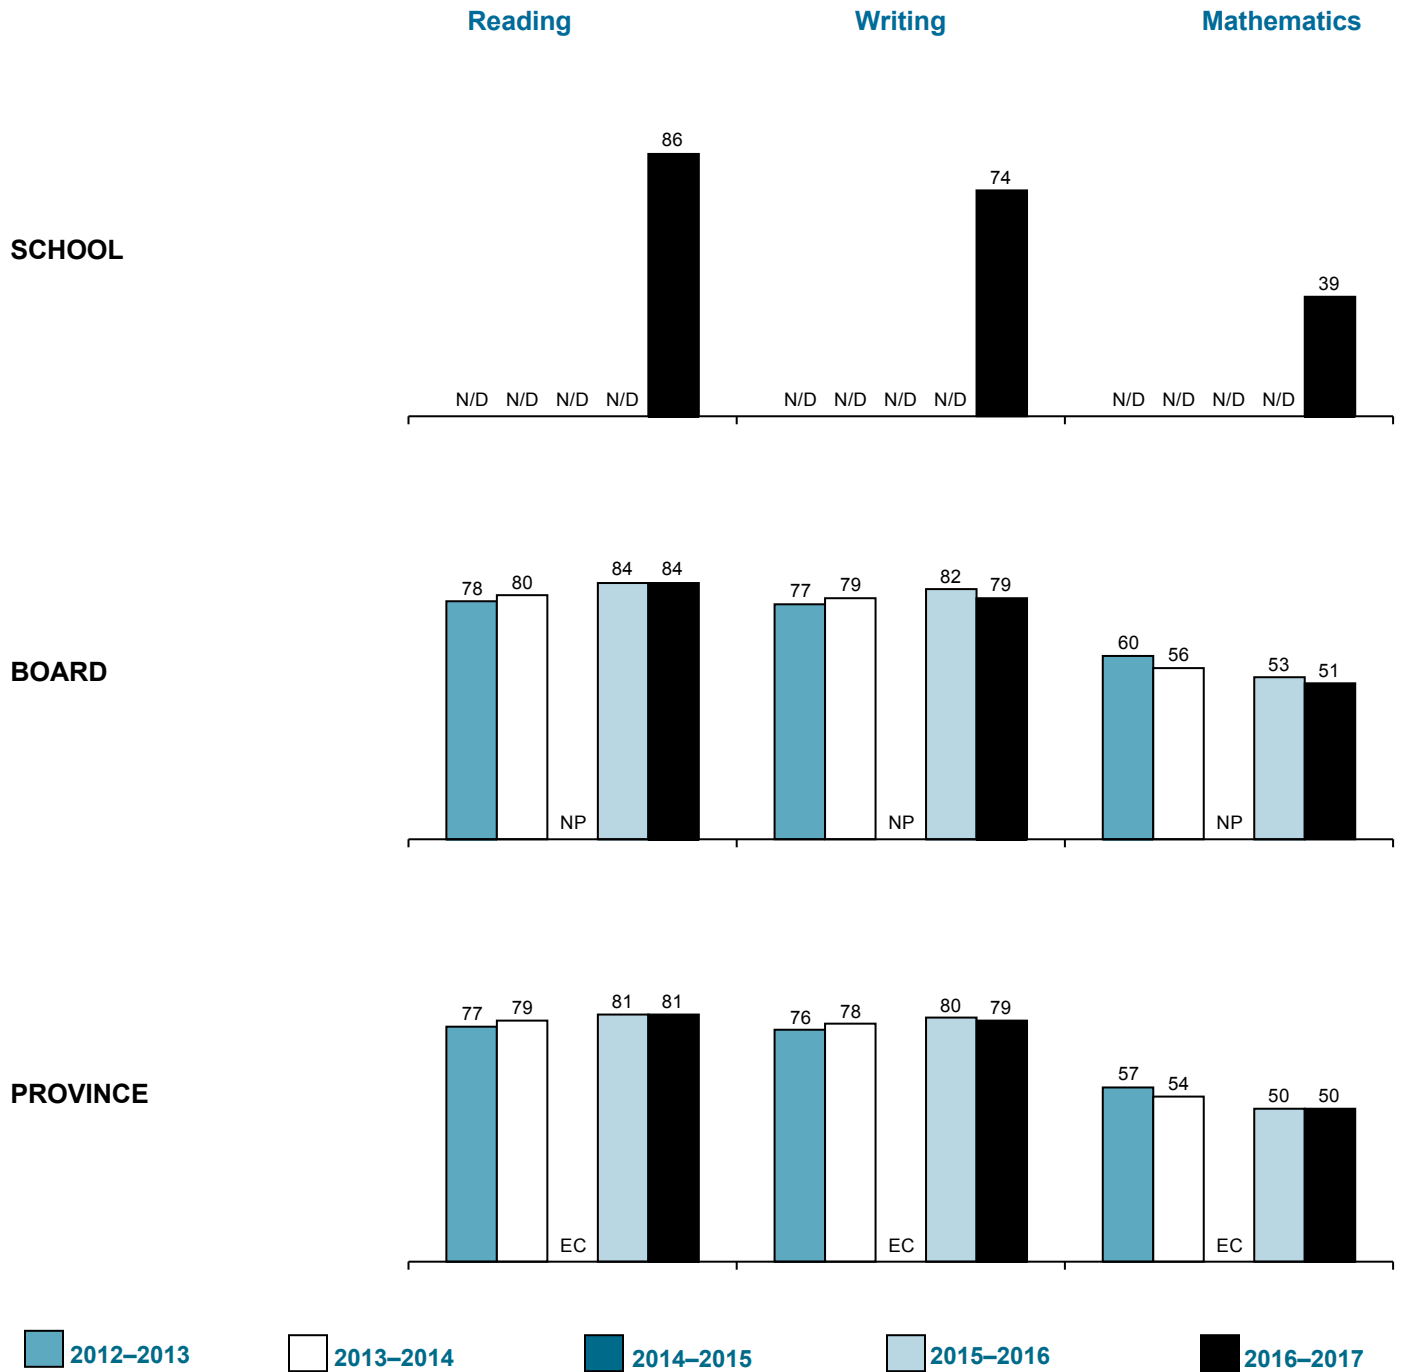 Reading Writing Mathematics
86
74
SCHOOL
39
N/D N/D N/D N/D N/D N/D N/D N/D N/D N/D N/D N/D
78 80 84 84 77 79 82 79
60 56 53 51
BOARD
NP NP NP
77 79 81 81 76 78 80 79
57 54 50 50
PROVINCE
EC EC EC
2012–2013 2013–2014 2014–2015 2015–2016 2016–2017